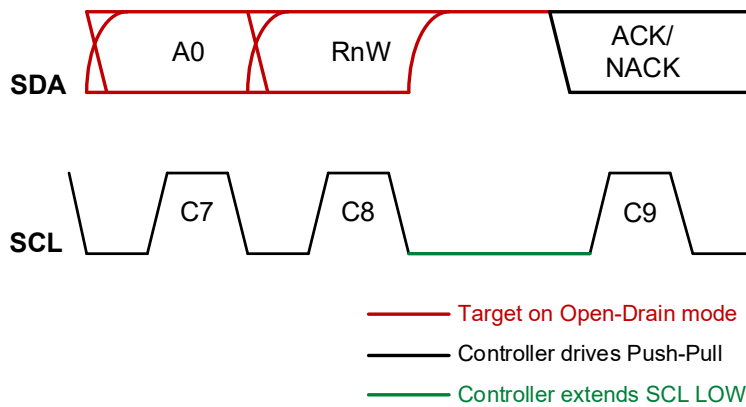 SDA
A0
RnW
ACK/
NACK
SCL
C7
C8
C9
Target on Open-Drain mode
Controller drives Push-Pull
Controller extends SCL LOW